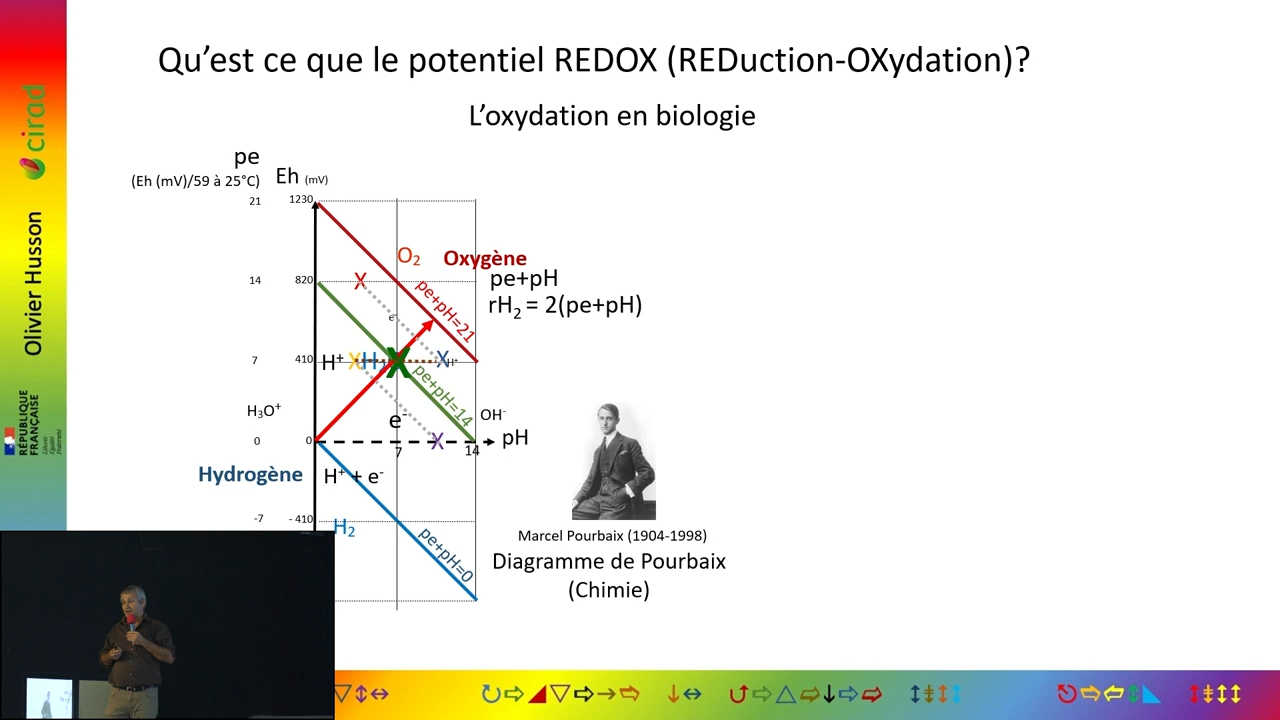 Qu’est ce que le potentiel REDOX (REDuction-OXydation)?
L’oxydation en biologie
cirad
Olivier Husson
RÉPUBLIQUE
FRANÇAISE
Liberté
Égalité
Fraternité
pe
(Eh (mV)/59 à 25°C)
Eh (mV)
21
1230
O₂
Oxygène
pe+pH
rH₂ = 2(pe+pH)
14
820
X
pe+pH=21
e⁻
7
410
H⁺
X
H
X
X
H⁺
pe+pH=14
H₃O⁺
e⁻
OH⁻
0
0
X
pH
7
14
Hydrogène
H⁺ + e⁻
-7
- 410
H₂
pe+pH=0
Marcel Pourbaix (1904-1998)
Diagramme de Pourbaix
(Chimie)